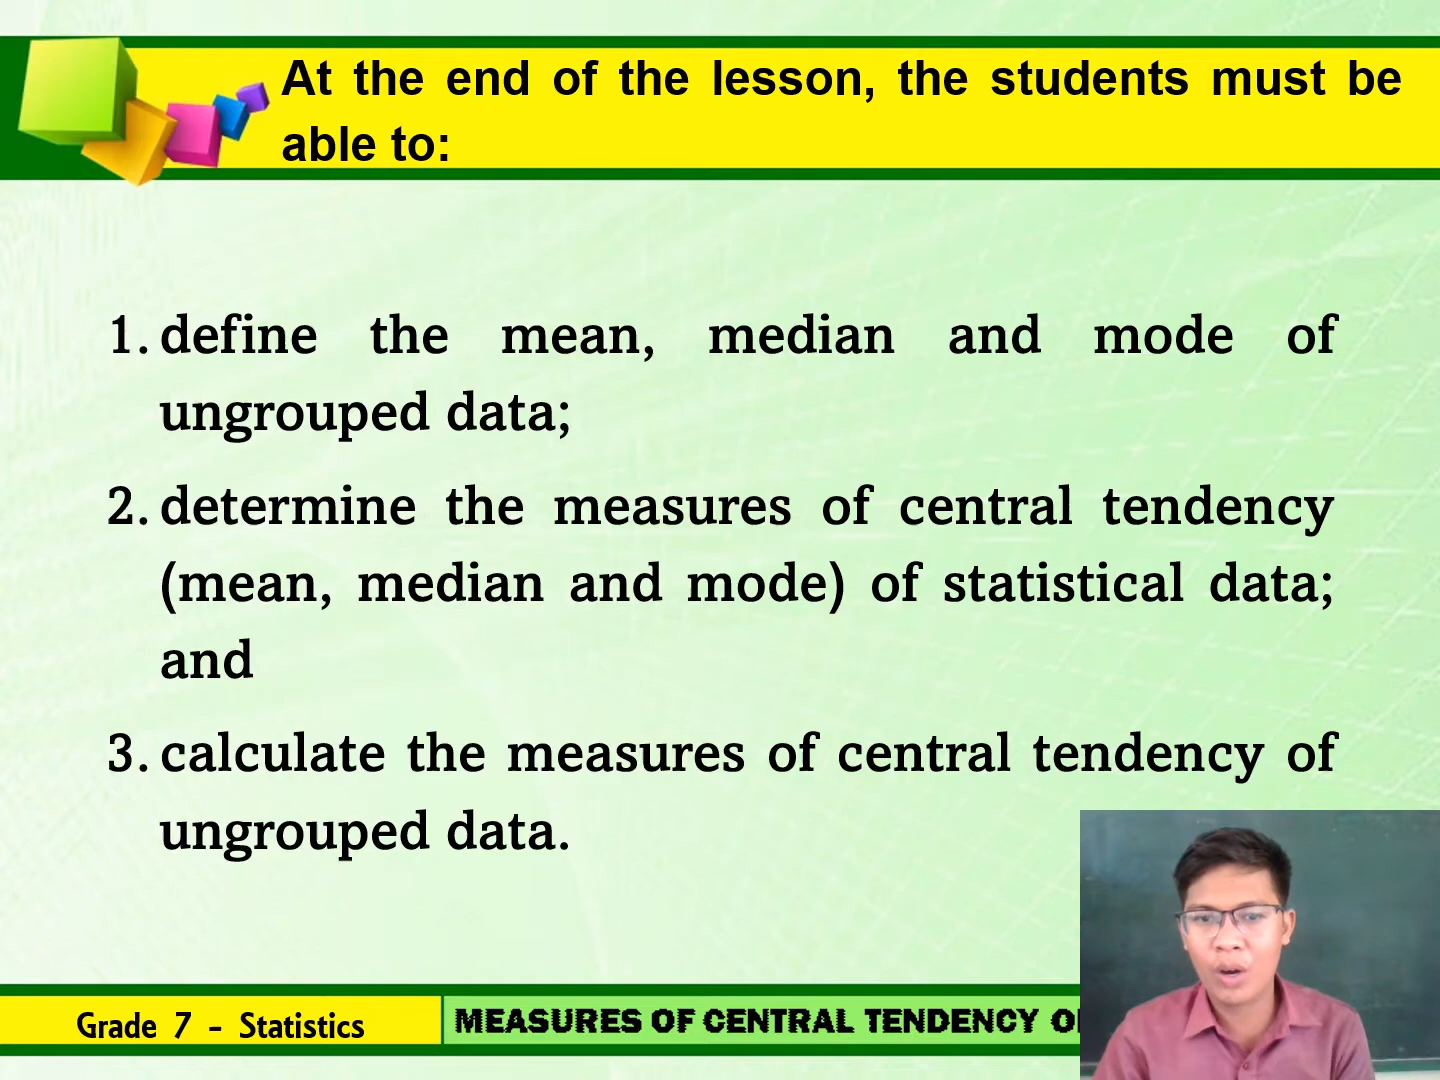 At the end of the lesson, the students must be
able to:
1. define the mean, median and mode of
ungrouped data;
2. determine the measures of central tendency
(mean, median and mode) of statistical data;
and
3. calculate the measures of central tendency of
ungrouped data.
Grade 7 - Statistics
MEASURES OF CENTRAL TENDENCY